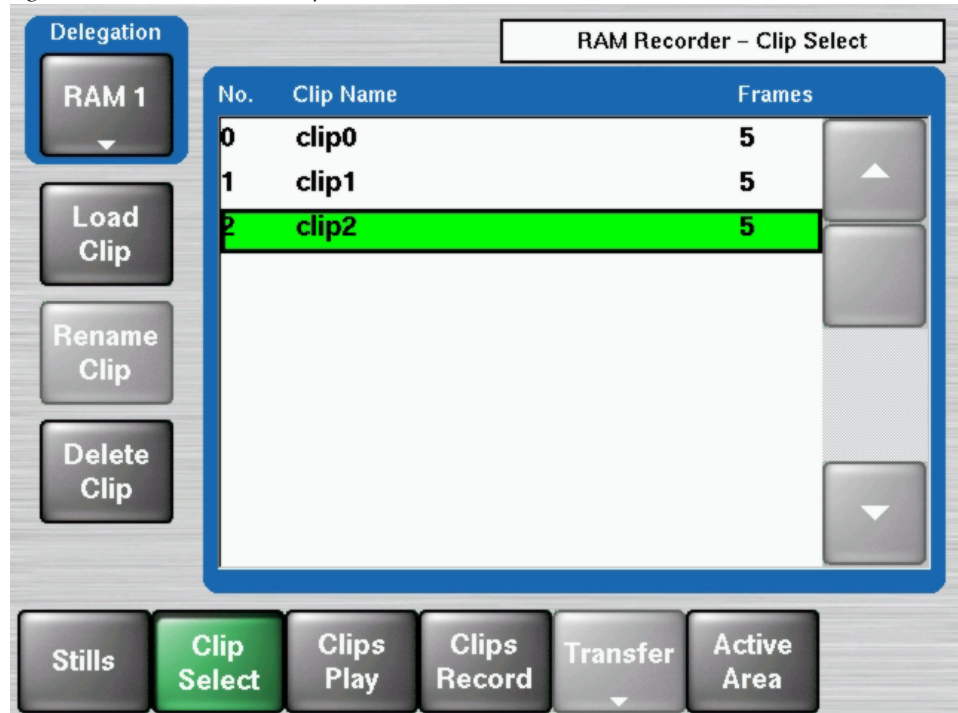 Delegation
RAM Recorder – Clip Select
RAM 1
No. Clip Name Frames
0 clip0 5
1 clip1 5
2 clip2 5
Load
Clip
Rename
Clip
Delete
Clip
Stills
Clip
Select
Clips
Play
Clips
Record
Transfer
Active
Area